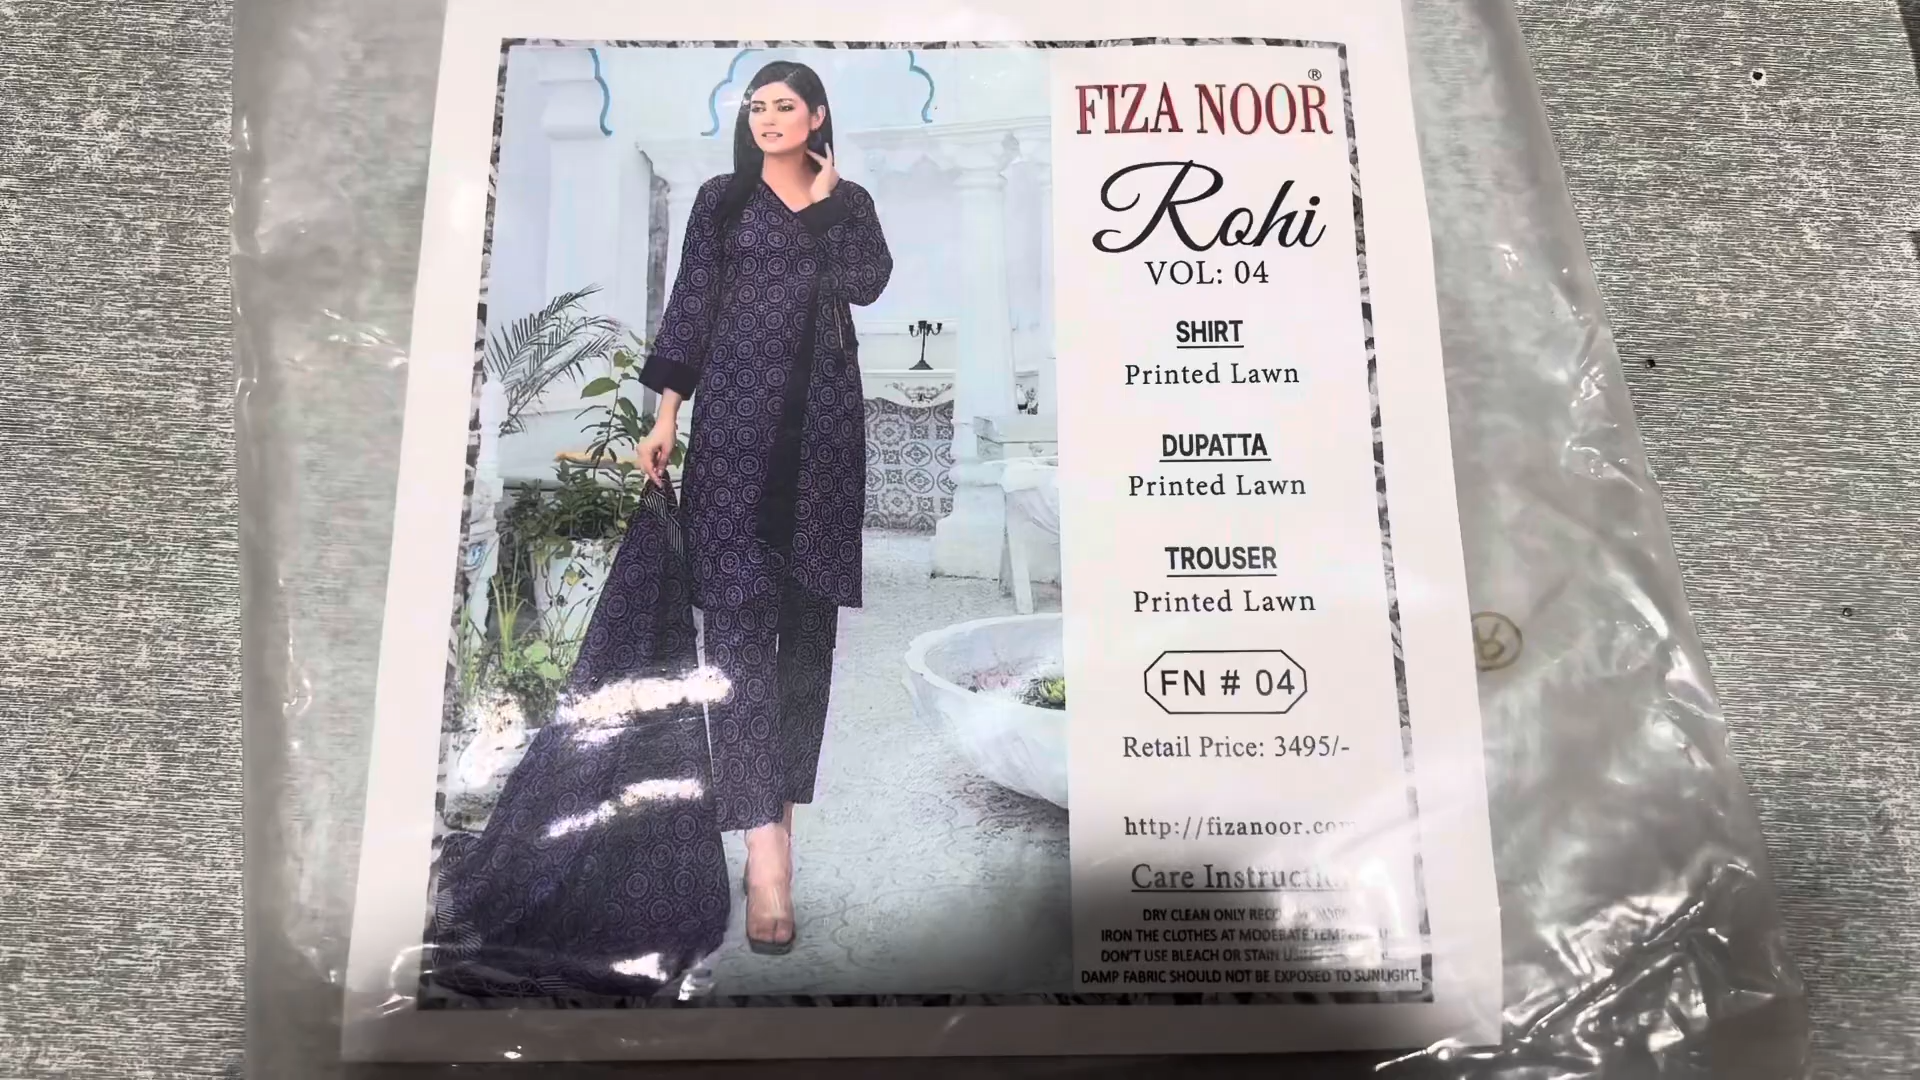 FIZA NOOR®
Rohi
VOL: 04
SHIRT
Printed Lawn
DUPATTA
Printed Lawn
TROUSER
Printed Lawn
FN # 04
Retail Price: 3495/-
http://fizanoor.com
Care
DRY CLEAN ONLY
IRON THE CLOTHES AT MODERATE
DON'T USE BLEACH OR STAIN
DAMP FABRIC SHOULD NOT BE EXPOSED TO SUNLIGHT.